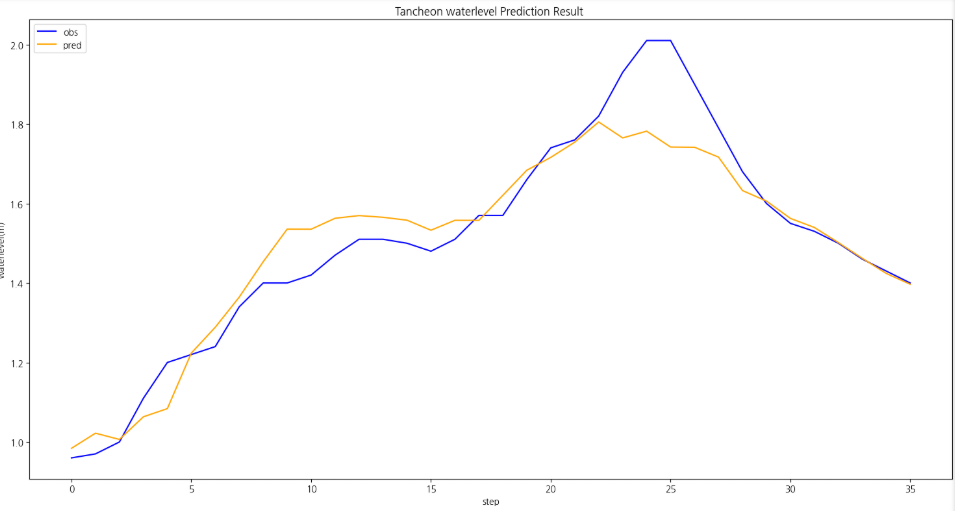 Tancheon waterlevel Prediction Result
obs
pred
2.0
1.8
1.6
1.4
1.2
1.0
waterlevel(m)
0 5 10 15 20 25 30 35
step